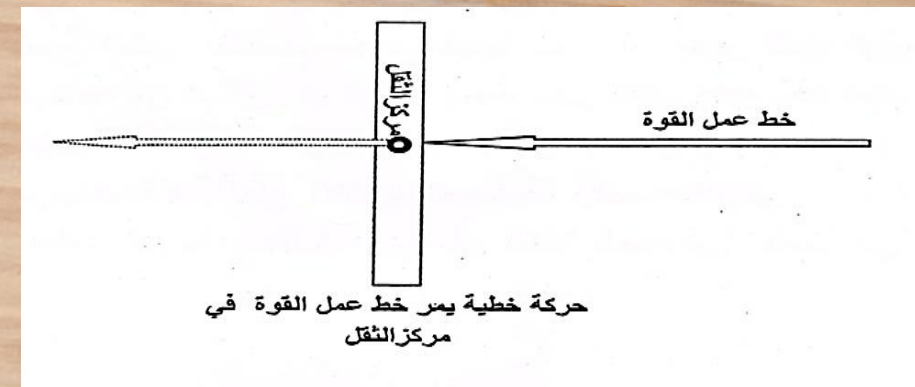 مركز الثقل
خط عمل القوة
حركة خطية يمر خط عمل القوة في
مركز الثقل